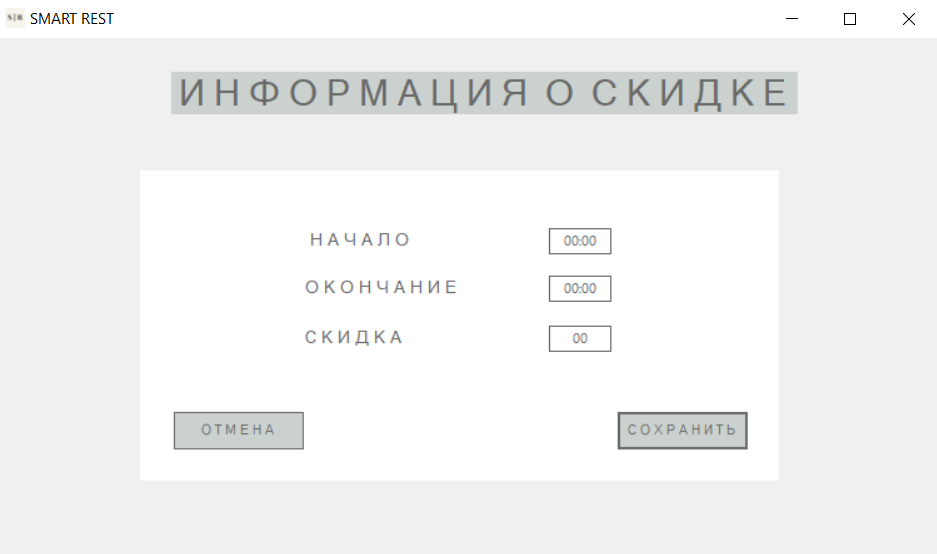 S|R SMART REST
ИНФОРМАЦИЯ О СКИДКЕ
НАЧАЛО 00:00
ОКОНЧАНИЕ 00:00
СКИДКА 00
ОТМЕНА СОХРАНИТЬ